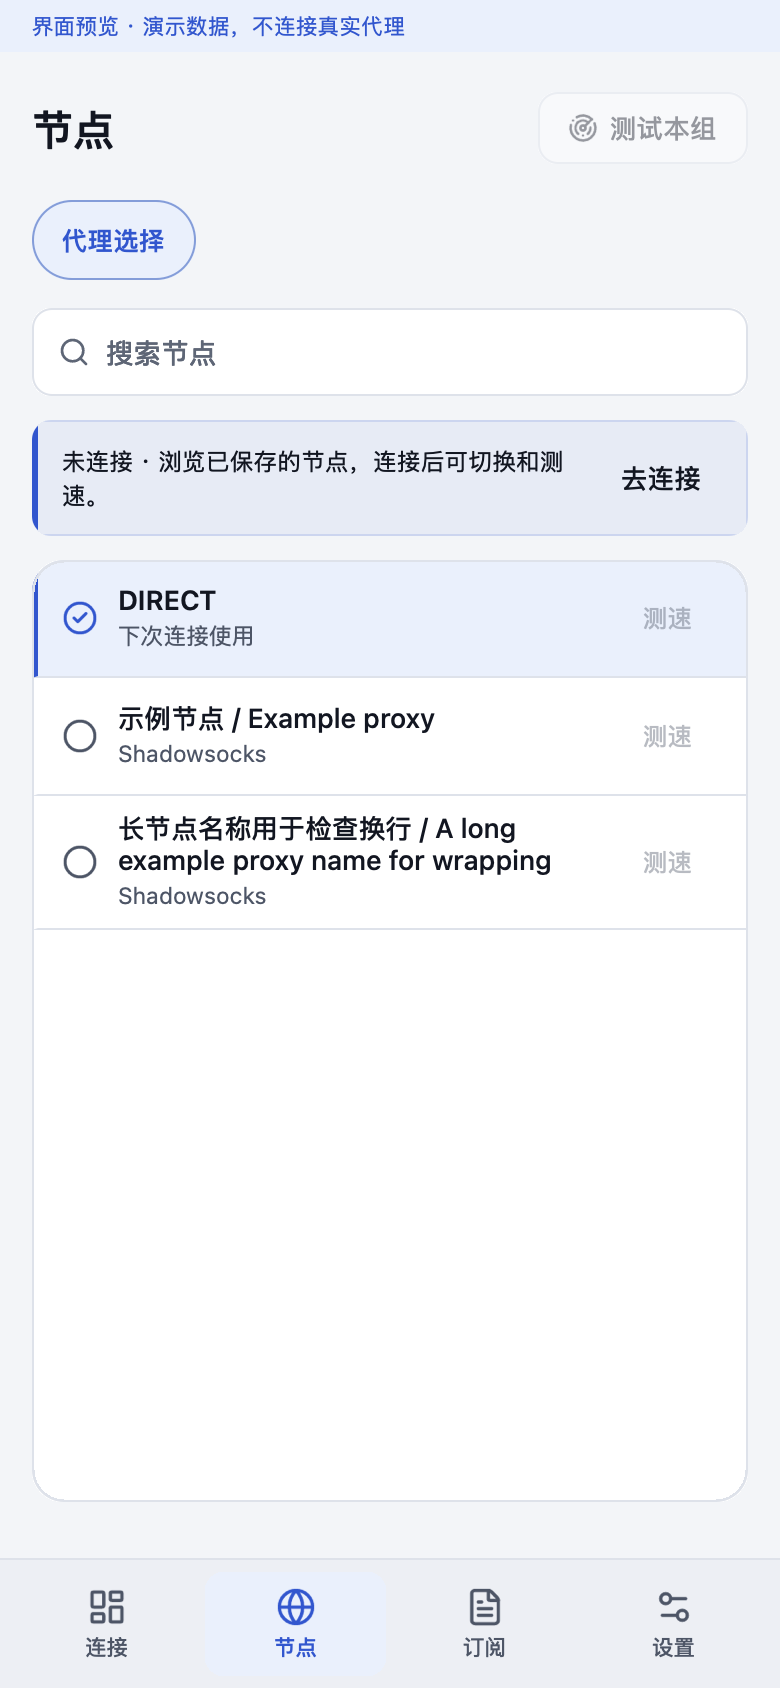 界面预览 · 演示数据，不连接真实代理
节点
测试本组
代理选择
搜索节点
未连接 · 浏览已保存的节点，连接后可切换和测
速。
去连接
DIRECT
下次连接使用
测速
示例节点 / Example proxy
Shadowsocks
测速
长节点名称用于检查换行 / A long
example proxy name for wrapping
Shadowsocks
测速
连接
节点
订阅
设置